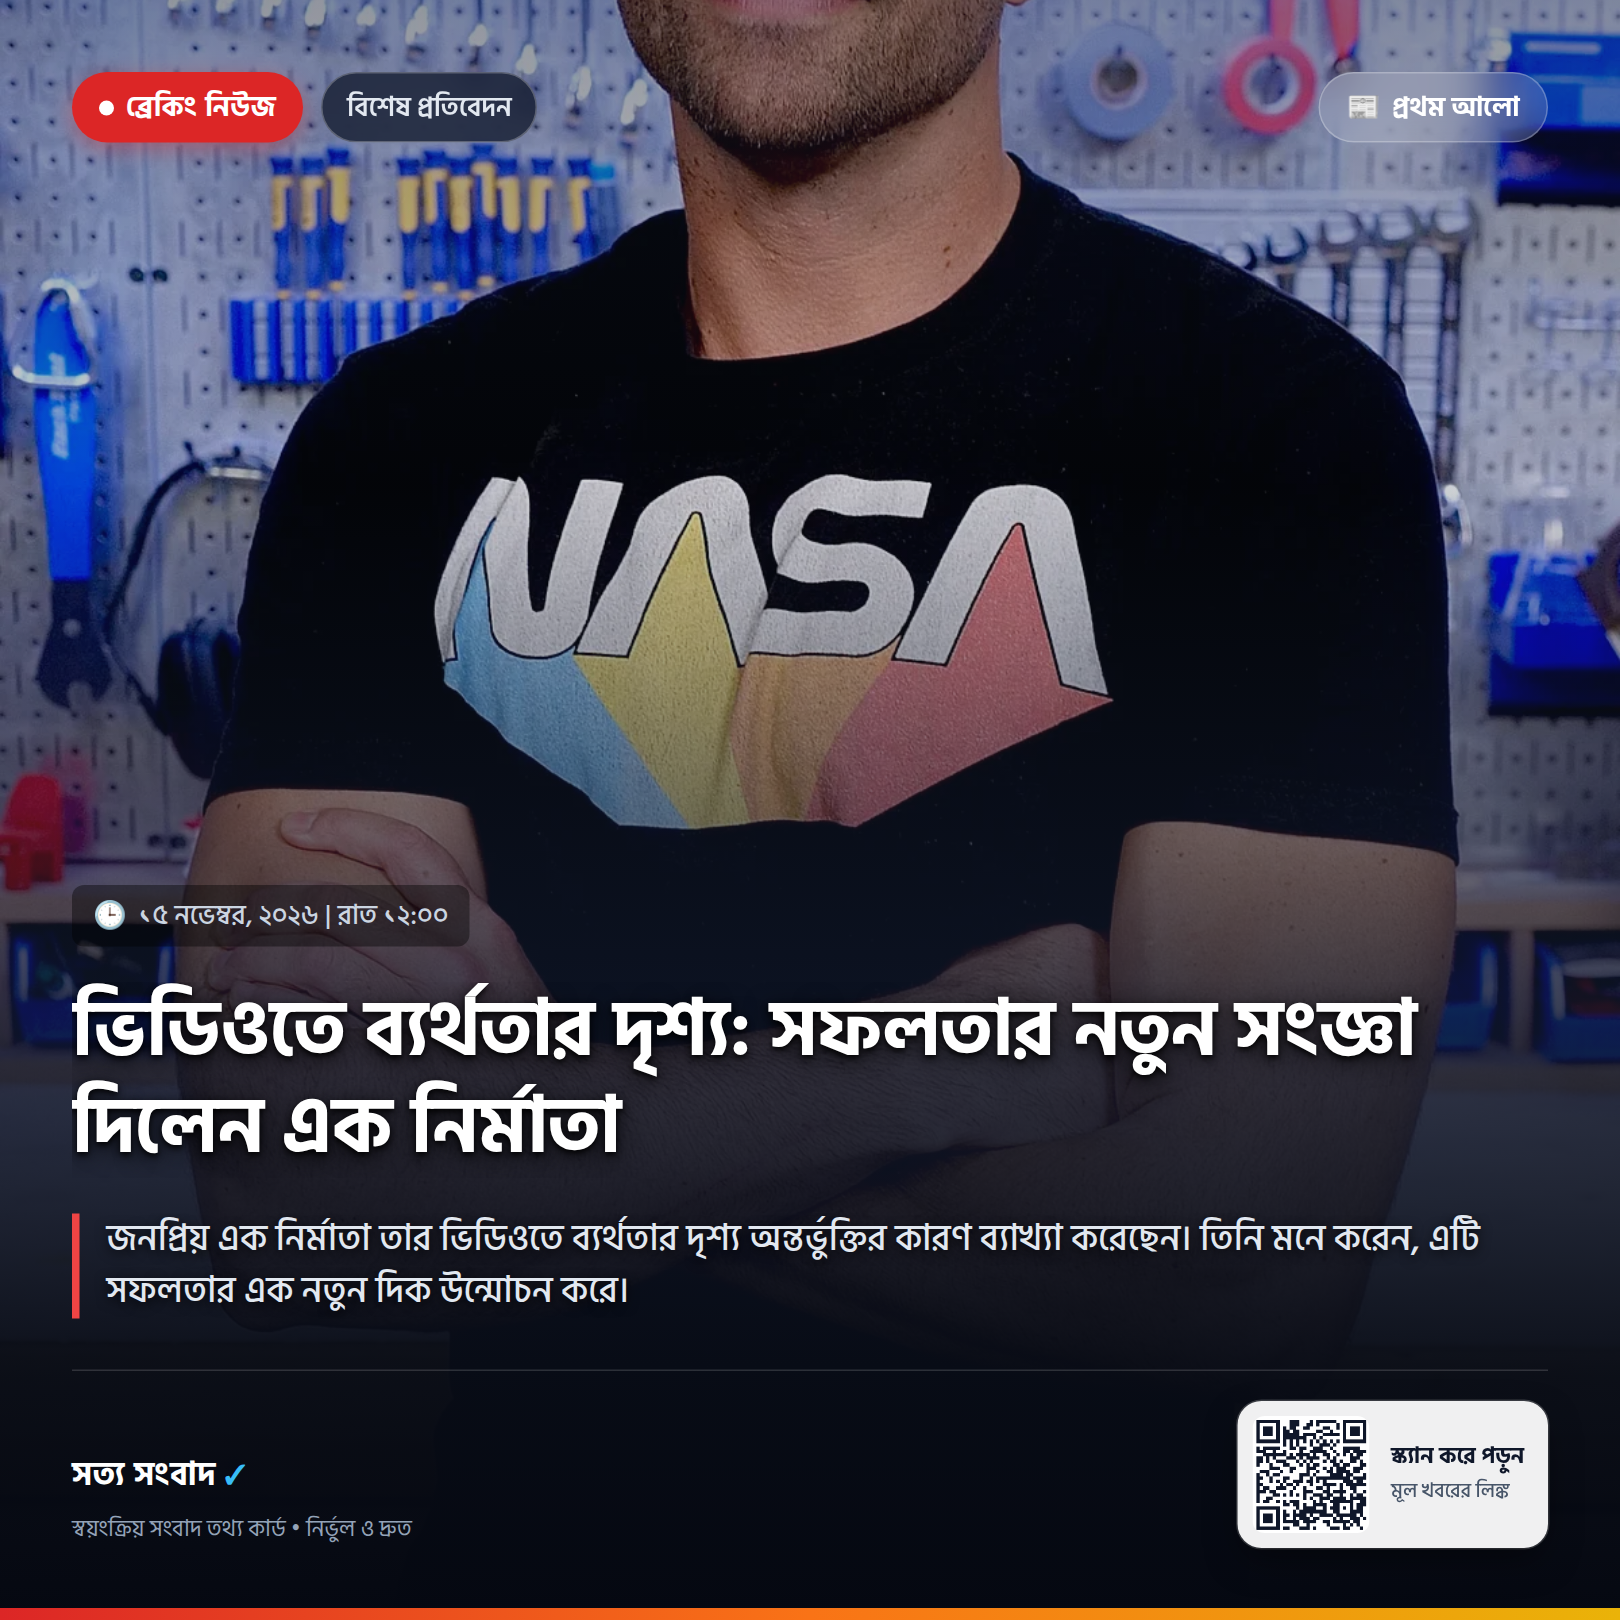 ব্রেকিং নিউজ
বিশেষ প্রতিবেদন
প্রথম আলো
NASA
১৫ নভেম্বর, ২০২৬ | রাত ১২:০০
ভিডিওতে ব্যর্থতার দৃশ্য: সফলতার নতুন সংজ্ঞা
দিলেন এক নির্মাতা
জনপ্রিয় এক নির্মাতা তার ভিডিওতে ব্যর্থতার দৃশ্য অন্তর্ভুক্তির কারণ ব্যাখ্যা করেছেন। তিনি মনে করেন, এটি
সফলতার এক নতুন দিক উন্মোচন করে।
সত্য সংবাদ ✓
স্বয়ংক্রিয় সংবাদ তথ্য কার্ড • নির্ভুল ও দ্রুত
স্ক্যান করে পড়ুন
মূল খবরের লিঙ্ক